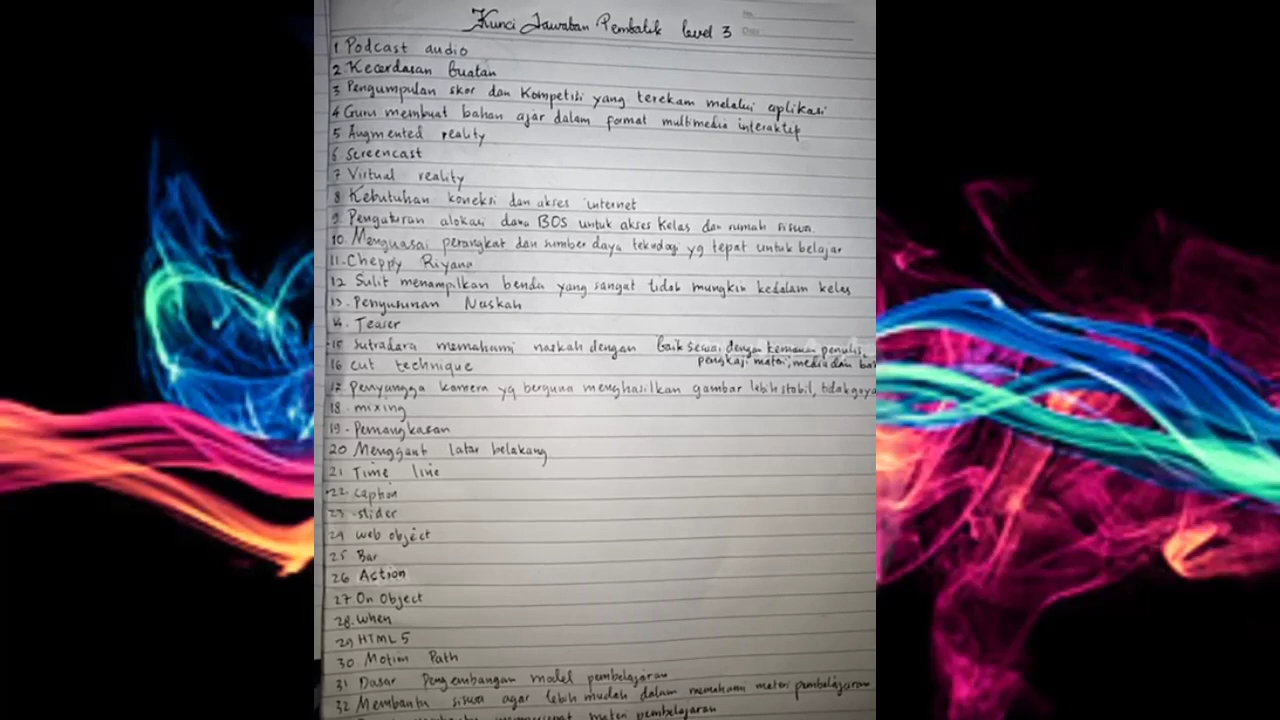 Kunci Jawaban Pembatik level 3
No.
Date
1 Podcast audio
2 Kecerdasan buatan
3 Pengumpulan skor dan kompetisi yang terekam melalui aplikasi
4 Guru membuat bahan ajar dalam format multimedia interaktif
5 Augmented reality
6 Screencast
7 Virtual reality
8 Kebutuhan koneksi dan akses internet
9 Pengaturan alokasi dana BOS untuk akses kelas dan rumah siswa.
10. Menguasai perangkat dan sumber daya teknologi yg tepat untuk belajar
11. Cheppy Riyana
12 Sulit menampilkan benda yang sangat tidak mungkin kedalam kelas
13. Penyusunan Naskah
14. Teaser
15 Sutradara memahami naskah dengan baik sesuai dengan kemauan penulis,
pengkaji materi, media dan
16 cut technique
17 penyangga kamera yg berguna menghasilkan gambar lebih stabil, tidak goya
18. mixing
19. Pemangkasan
20 Mengganti latar belakang
21 Time line
22 Caption
23 slider
24 web object
25 Bar
26 Action
27 On Object
28. When
29 HTML 5
30 Motion Path
31 Dasar Pengembangan model pembelajaran
32 Membantu siswa agar lebih mudah dalam memahami materi pembelajaran
materi pembelajaran